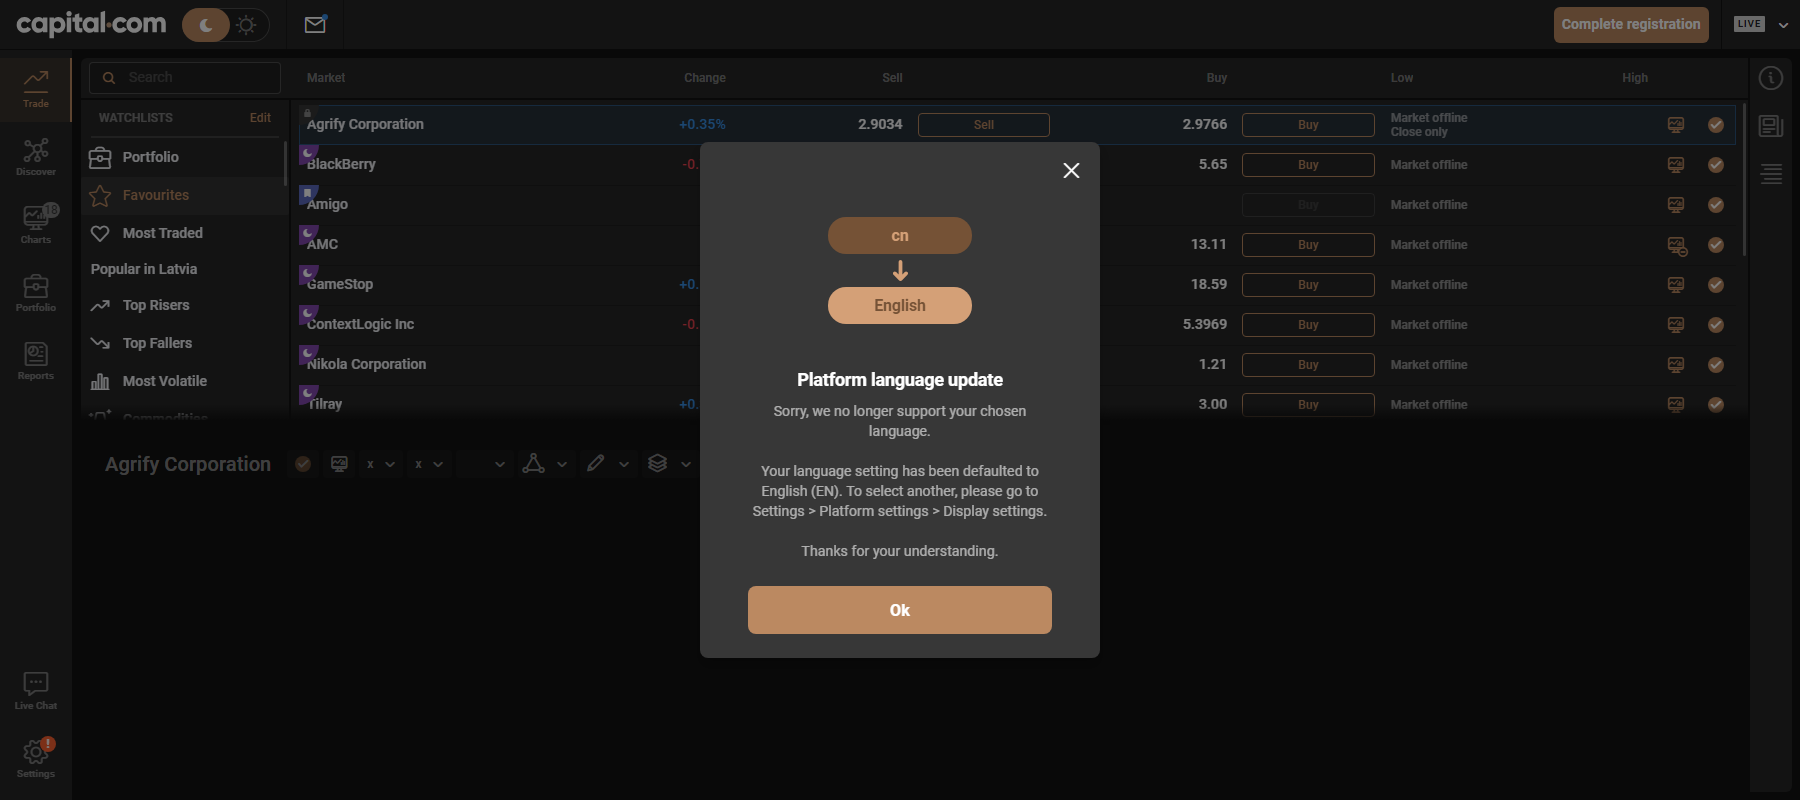 capital.com
Complete registration
LIVE
Trade
Discover
18
Charts
Portfolio
Reports
Live Chat
!
Settings
Search
WATCHLISTS Edit
Portfolio
Favourites
Most Traded
Popular in Latvia
Top Risers
Top Fallers
Most Volatile
Commodities
Market Change Sell Buy Low High
Agrify Corporation +0.35% 2.9034 Sell 2.9766 Buy Market offline
Close only
BlackBerry -0. 5.65 Buy Market offline
Amigo Buy Market offline
AMC 13.11 Buy Market offline
GameStop +0. 18.59 Buy Market offline
ContextLogic Inc -0. 5.3969 Buy Market offline
Nikola Corporation 1.21 Buy Market offline
Tilray +0. 3.00 Buy Market offline
Agrify Corporation x x
cn
English
Platform language update
Sorry, we no longer support your chosen
language.
Your language setting has been defaulted to
English (EN). To select another, please go to
Settings > Platform settings > Display settings.
Thanks for your understanding.
Ok